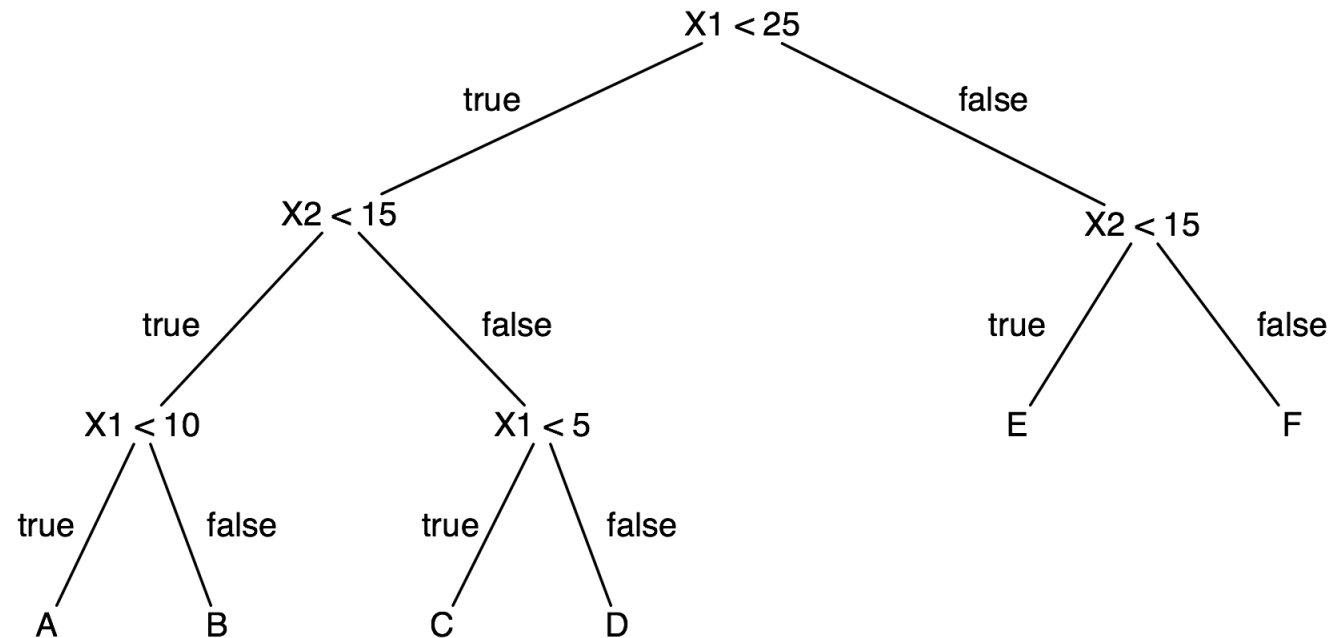 X1 < 25
true
false
X2 < 15
X2 < 15
true
false
true
false
X1 < 10
X1 < 5
E
F
true
false
true
false
A
B
C
D